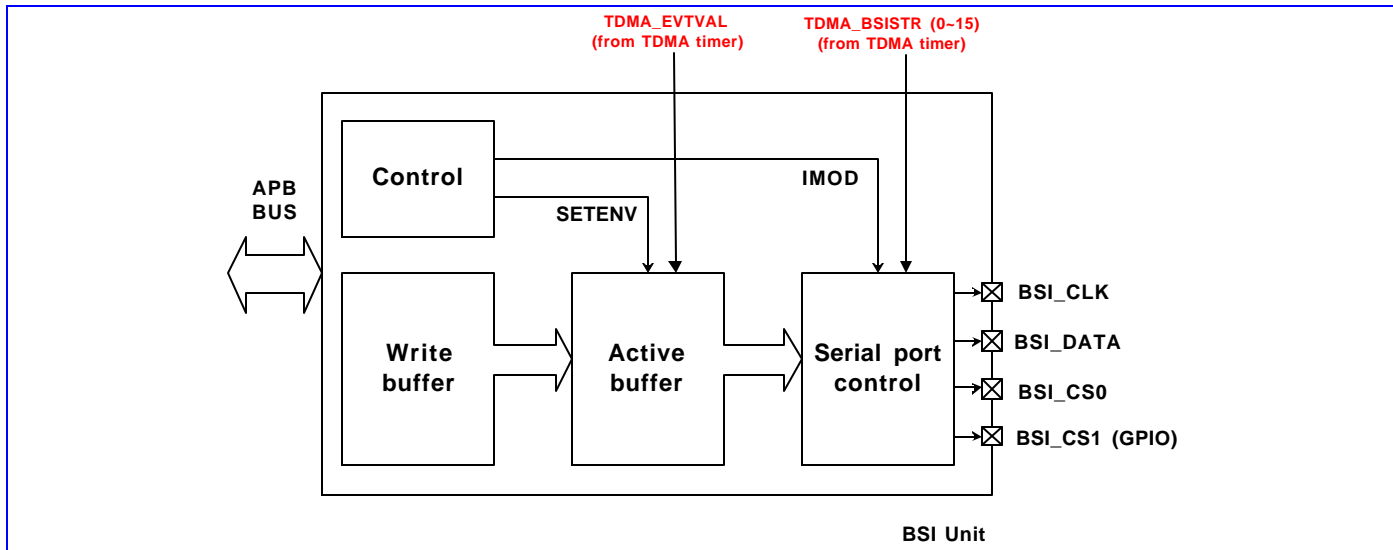 TDMA_EVTVAL
(from TDMA timer)
TDMA_BSISTR (0~15)
(from TDMA timer)
Control
IMOD
APB
BUS
SETENV
BSI_CLK
Write
buffer
Active
buffer
Serial port
control
BSI_DATA
BSI_CS0
BSI_CS1 (GPIO)
BSI Unit